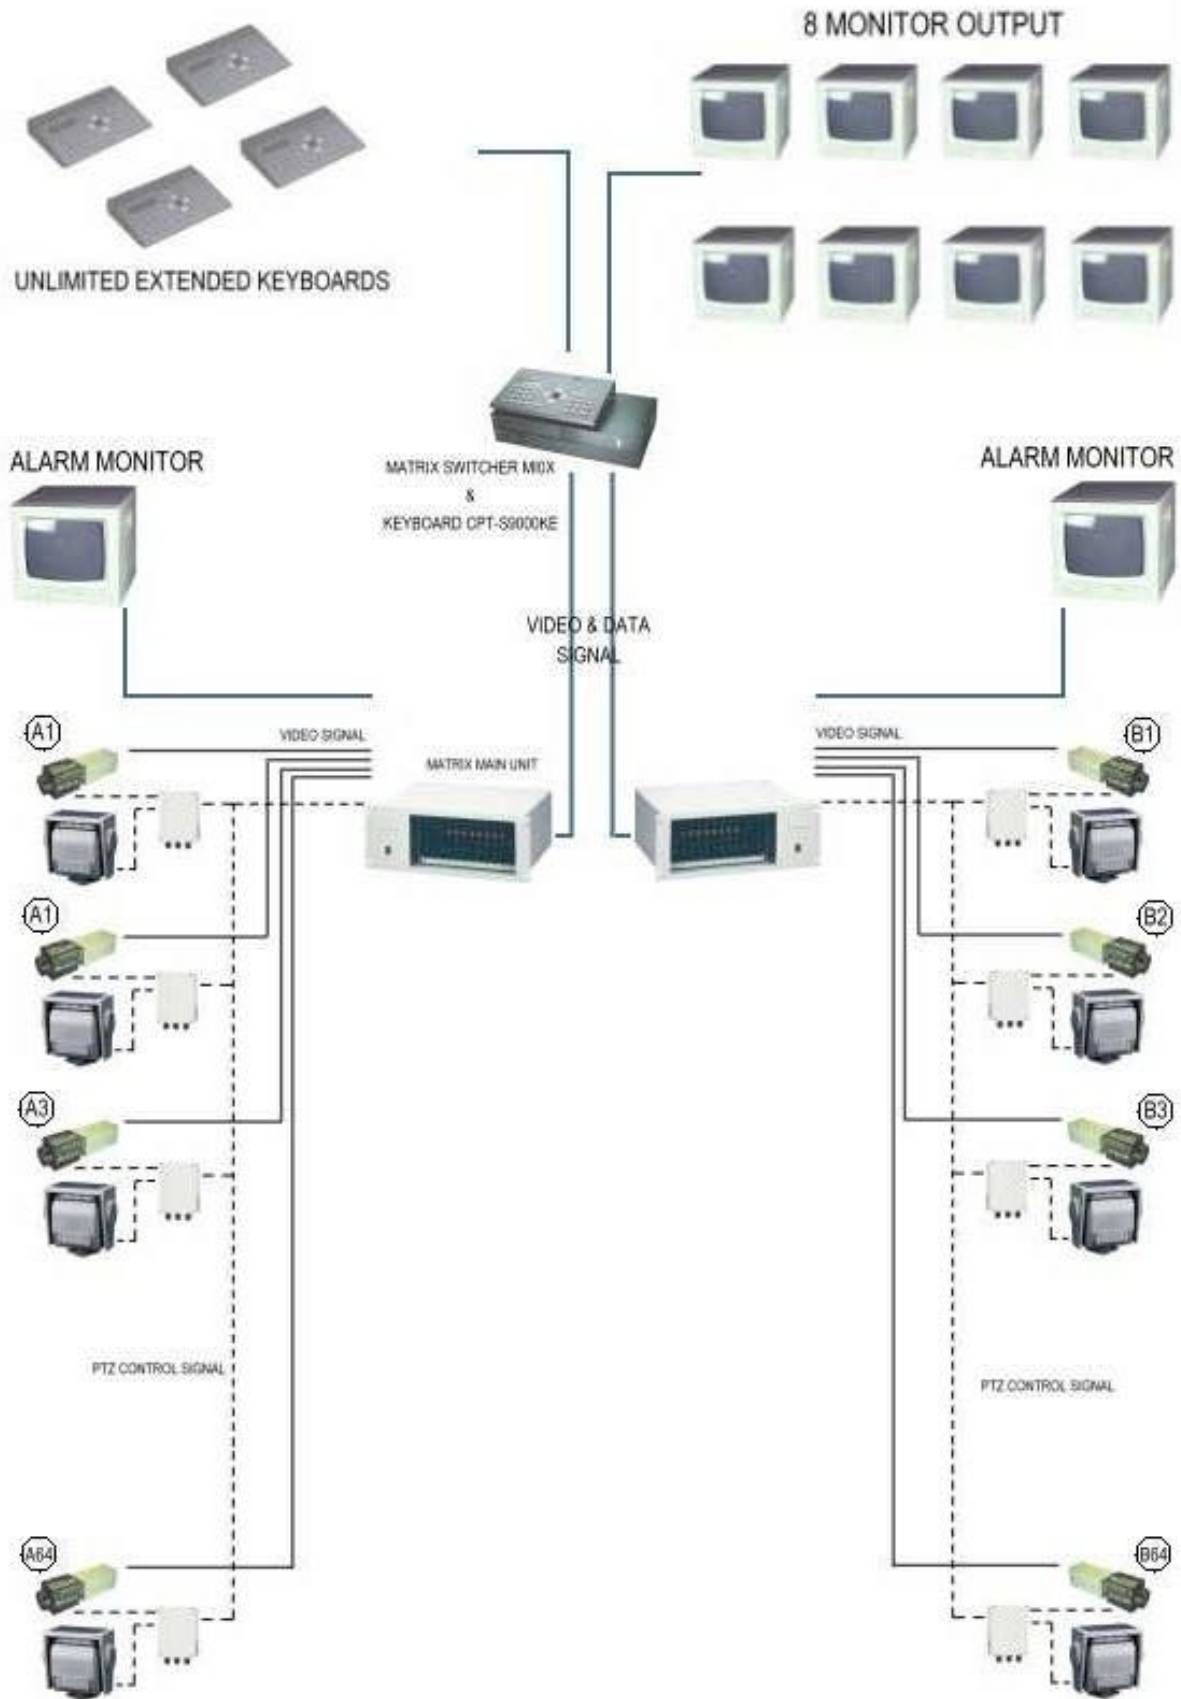 8 MONITOR OUTPUT
UNLIMITED EXTENDED KEYBOARDS
ALARM MONITOR
MATRIX SWITCHER MI0X
&
KEYBOARD CPT-S9000KE
ALARM MONITOR
VIDEO & DATA
SIGNAL
A1
VIDEO SIGNAL
MATRIX MAIN UNIT
VIDEO SIGNAL
B1
A1
B2
A3
B3
PTZ CONTROL SIGNAL
PTZ CONTROL SIGNAL
A64
B64